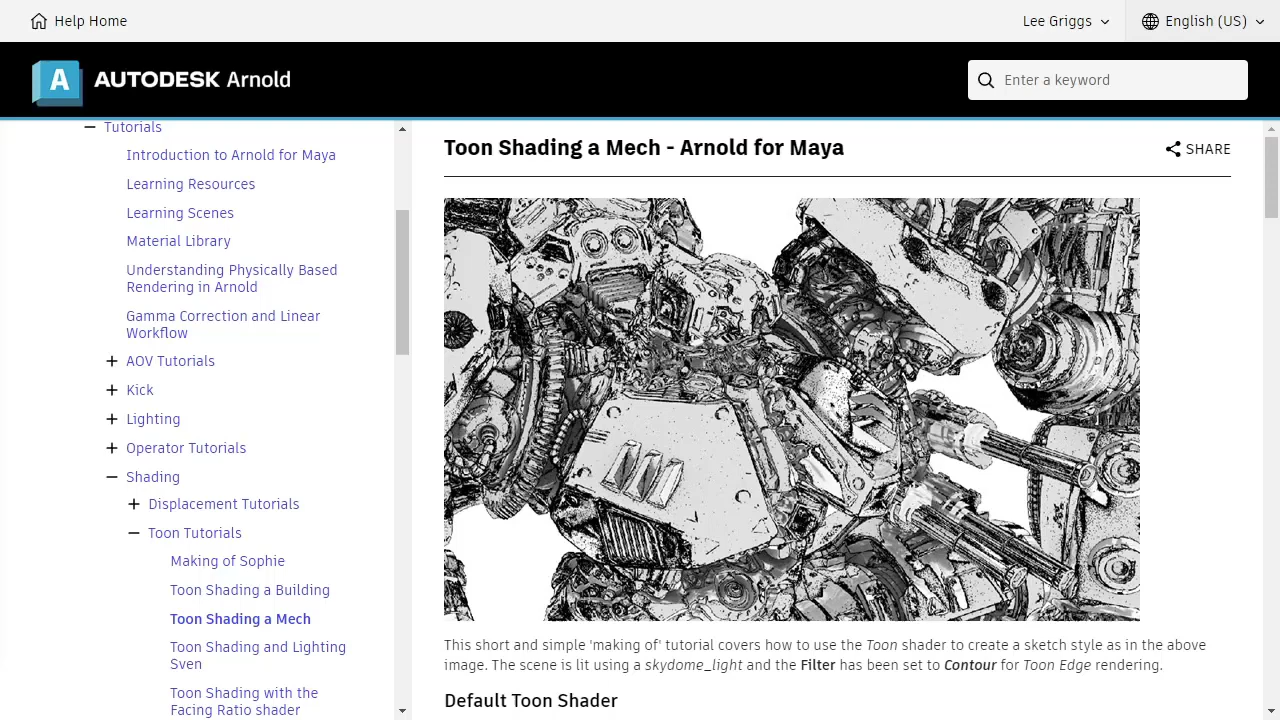 Help Home
Lee Griggs
English (US)
A AUTODESK Arnold
Enter a keyword
Tutorials
Introduction to Arnold for Maya
Learning Resources
Learning Scenes
Material Library
Understanding Physically Based
Rendering in Arnold
Gamma Correction and Linear
Workflow
AOV Tutorials
Kick
Lighting
Operator Tutorials
Shading
Displacement Tutorials
Toon Tutorials
Making of Sophie
Toon Shading a Building
Toon Shading a Mech
Toon Shading and Lighting
Sven
Toon Shading with the
Facing Ratio shader
Toon Shading a Mech - Arnold for Maya
SHARE
This short and simple 'making of' tutorial covers how to use the Toon shader to create a sketch style as in the above
image. The scene is lit using a skydome_light and the Filter has been set to Contour for Toon Edge rendering.
Default Toon Shader